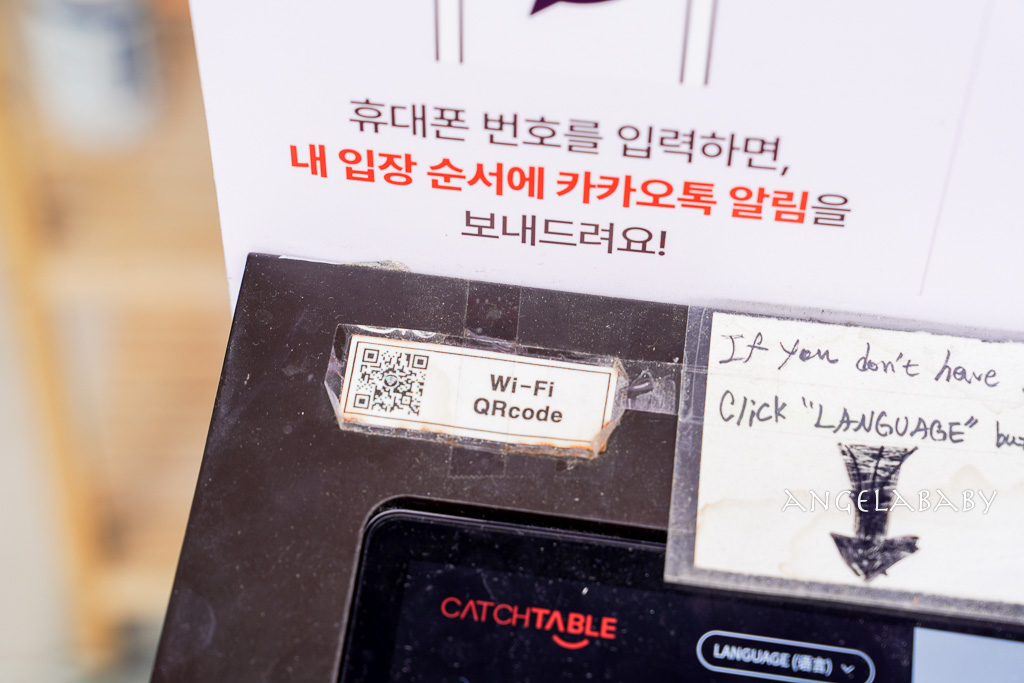 휴대폰 번호를 입력하면,
내 입장 순서에 카카오톡 알림을
보내드려요!
Wi-Fi
QRcode
If you don't have
Click "LANGUAGE"
ANGELABABY
CATCHTABLE
LANGUAGE (语言)